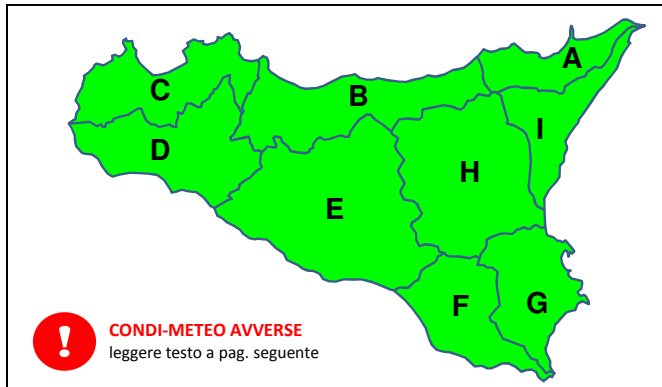 A
C
B
I
D
H
E
G
F
!
CONDI-METEO AVVERSE
leggere testo a pag. seguente